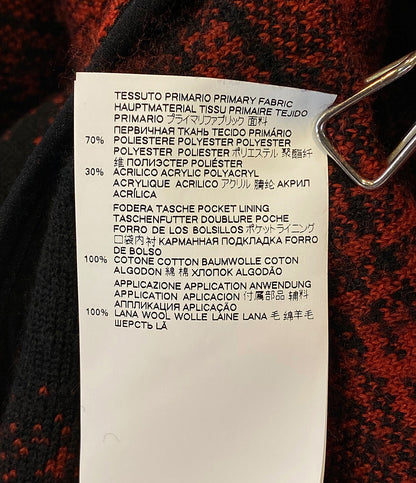 TESSUTO PRIMARIO PRIMARY FABRIC
HAUPTMATERIAL TISSU PRIMAIRE TEJIDO
PRIMARIO プライマリファブリック 面料
ПЕРВИЧНАЯ ТКАНЬ TECIDO PRIMÁRIO
70% POLIESTERE POLYESTER POLYESTER
POLYESTER POLIESTER ポリエステル 聚酯纤
维 ПОЛИЭСТЕР POLIÉSTER
30% ACRILICO ACRYLIC POLYACRYL
ACRYLIQUE ACRILICO アクリル 腈纶 АКРИЛ
ACRÍLICA
FODERA TASCHE POCKET LINING
TASCHENFUTTER DOUBLURE POCHE
FORRO DE LOS BOLSILLOS ポケットライニング
口袋内衬 КАРМАННАЯ ПОДКЛАДКА FORRO
DE BOLSO
100% COTONE COTTON BAUMWOLLE COTON
ALGODON 綿 棉 ХЛОПОК ALGODÃO
APPLICAZIONE APPLICATION ANWENDUNG
APPLICATION APLICACION 付属部品 辅料
АППЛИКАЦИЯ APLICAÇÃO
100% LANA WOOL WOLLE LAINE LANA 毛 绵羊毛
ШЕРСТЬ LÃ